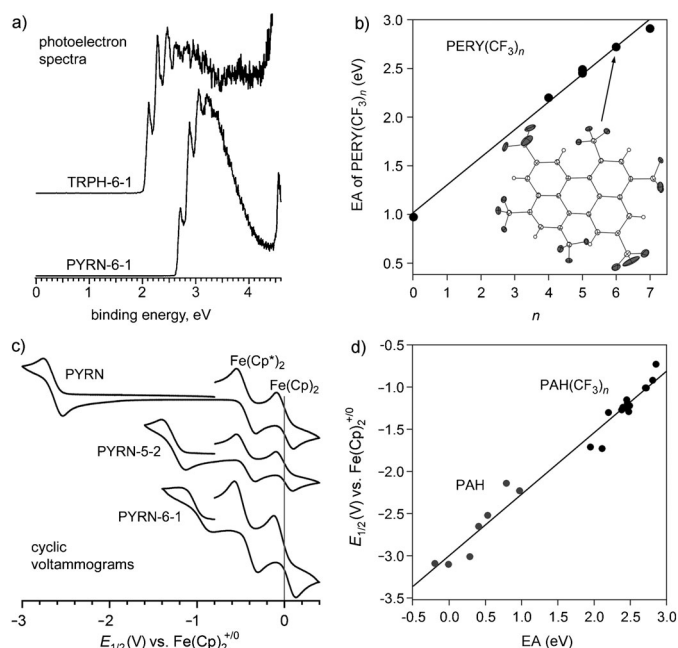 a)
photoelectron
spectra
TRPH-6-1
PYRN-6-1
0 1 2 3 4
binding energy, eV
b)
3.0
2.5
2.0
1.5
1.0
0.5
EA of PERY(CF3)n (eV)
PERY(CF3)n
0 1 2 3 4 5 6 7
n
c)
PYRN
Fe(Cp*)2
Fe(Cp)2
PYRN-5-2
PYRN-6-1
cyclic
voltammograms
−3 −2 −1 0
E1/2(V) vs. Fe(Cp)2+/0
d)
-0.5
-1.0
-1.5
-2.0
-2.5
-3.0
-3.5
E1/2(V) vs. Fe(Cp)2+/0
PAH(CF3)n
PAH
0.0 0.5 1.0 1.5 2.0 2.5 3.0
EA (eV)